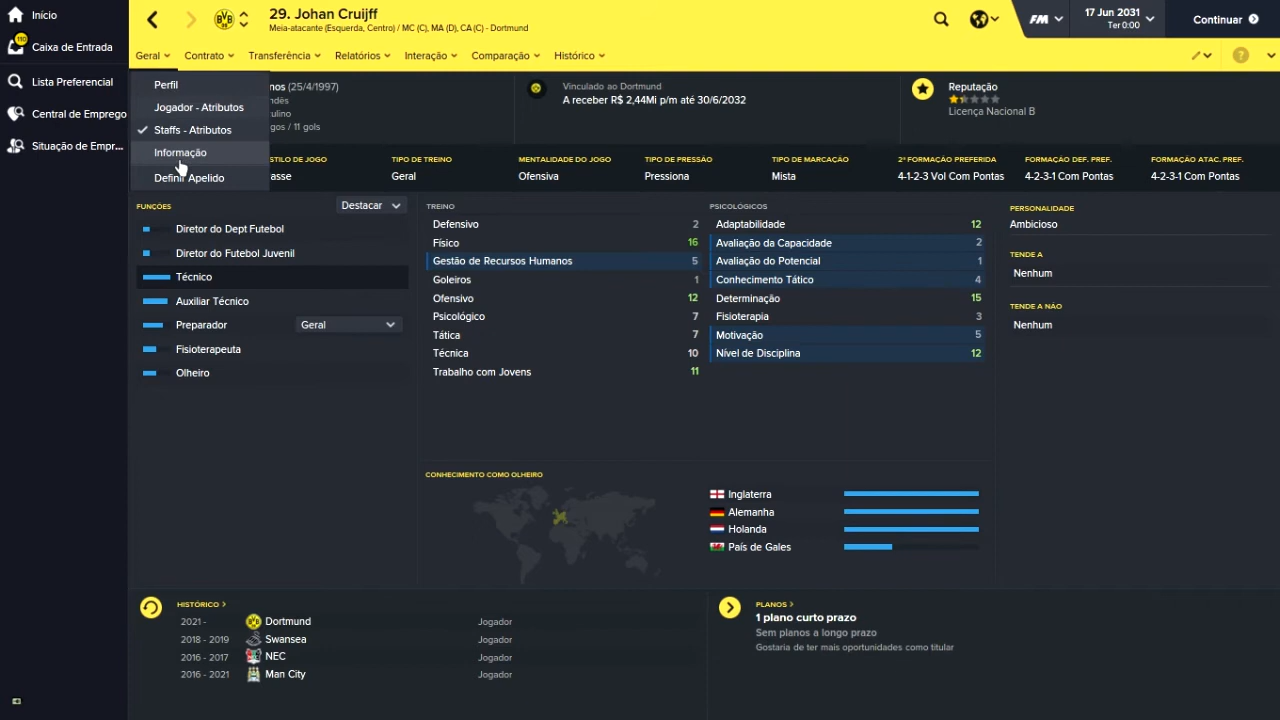 Início
110
Caixa de Entrada
Lista Preferencial
Central de Emprego
Situação de Empr...
29. Johan Cruijff
Meia-atacante (Esquerda, Centro) / MC (C), MA (D), CA (C) - Dortmund
FM
17 Jun 2031
Ter 0:00
Continuar
Geral
Contrato
Transferência
Relatórios
Interação
Comparação
Histórico
Perfil
Jogador - Atributos
Staffs - Atributos
Informação
Definir Apelido
nos (25/4/1997)
ndês
ulino
gos / 11 gols
Vinculado ao Dortmund
A receber R$ 2,44Mi p/m até 30/6/2032
Reputação
Licença Nacional B
STILO DE JOGO
asse
TIPO DE TREINO
Geral
MENTALIDADE DO JOGO
Ofensiva
TIPO DE PRESSÃO
Pressiona
TIPO DE MARCAÇÃO
Mista
2ª FORMAÇÃO PREFERIDA
4-1-2-3 Vol Com Pontas
FORMAÇÃO DEF. PREF.
4-2-3-1 Com Pontas
FORMAÇÃO ATAC. PREF.
4-2-3-1 Com Pontas
FUNÇÕES
Destacar
Diretor do Dept Futebol
Diretor do Futebol Juvenil
Técnico
Auxiliar Técnico
Preparador Geral
Fisioterapeuta
Olheiro
TREINO
Defensivo 2
Físico 16
Gestão de Recursos Humanos 5
Goleiros 1
Ofensivo 12
Psicológico 7
Tática 7
Técnica 10
Trabalho com Jovens 11
PSICOLÓGICOS
Adaptabilidade 12
Avaliação da Capacidade 2
Avaliação do Potencial 1
Conhecimento Tático 4
Determinação 15
Fisioterapia 3
Motivação 5
Nível de Disciplina 12
PERSONALIDADE
Ambicioso
TENDE A
Nenhum
TENDE A NÃO
Nenhum
CONHECIMENTO COMO OLHEIRO
Inglaterra
Alemanha
Holanda
País de Gales
HISTÓRICO >
2021 - Dortmund Jogador
2018 - 2019 Swansea Jogador
2016 - 2017 NEC Jogador
2016 - 2021 Man City Jogador
PLANOS >
1 plano curto prazo
Sem planos a longo prazo
Gostaria de ter mais oportunidades como titular